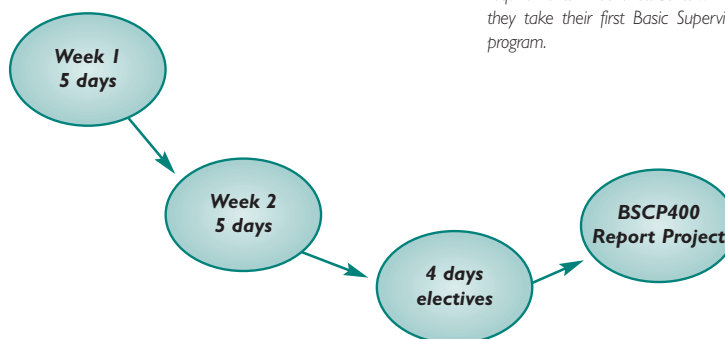 they take their first Basic
program.
Week 1
5 days
Week 2
5 days
4 days
electives
BSCP400
Report Project